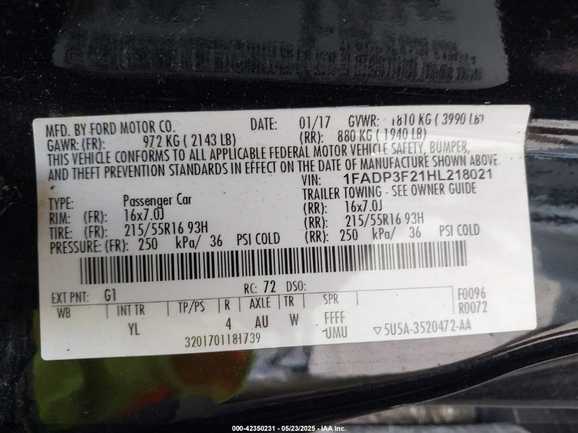 MFD. BY FORD MOTOR CO. DATE: 01/17 GVWR: 1810 KG ( 3990 LB)
GAWR: (FR): 972 KG ( 2143 LB) (RR): 880 KG ( 1940 LB)
THIS VEHICLE CONFORMS TO ALL APPLICABLE FEDERAL MOTOR VEHICLE SAFETY, BUMPER,
AND THEFT PREVENTION STANDARDS IN EFFECT ON THE DATE OF MANUFACTURE SHOWN ABOVE.
VIN: 1FADP3F21HL218021
TYPE: Passenger Car TRAILER TOWING - SEE OWNER GUIDE
RIM: (FR): 16x7.0J (RR): 16x7.0J
TIRE: (FR): 215/55R16 93H (RR): 215/55R16 93H
PRESSURE: (FR): 250 kPa/ 36 PSI COLD (RR): 250 kPa/ 36 PSI COLD
EXT PNT: G1 RC: 72 DSO: F0096
WB INT TR TP/PS R AXLE TR SPR R0072
YL 4 AU W FFFF
3201701181739 UMU 5U5A-3520472-AA
000-42350231 - 05/23/2025 - IAA, Inc.